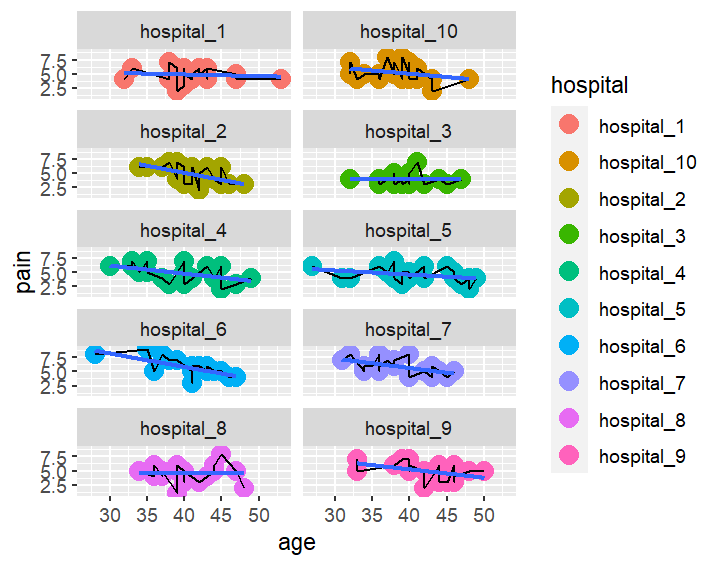 hospital_1
hospital_10
7.5
5.0
2.5
hospital_2
hospital_3
7.5
5.0
2.5
hospital_4
hospital_5
7.5
5.0
2.5
hospital_6
hospital_7
7.5
5.0
2.5
hospital_8
hospital_9
7.5
5.0
2.5
30 35 40 45 50
30 35 40 45 50
age
pain
hospital
hospital_1
hospital_10
hospital_2
hospital_3
hospital_4
hospital_5
hospital_6
hospital_7
hospital_8
hospital_9